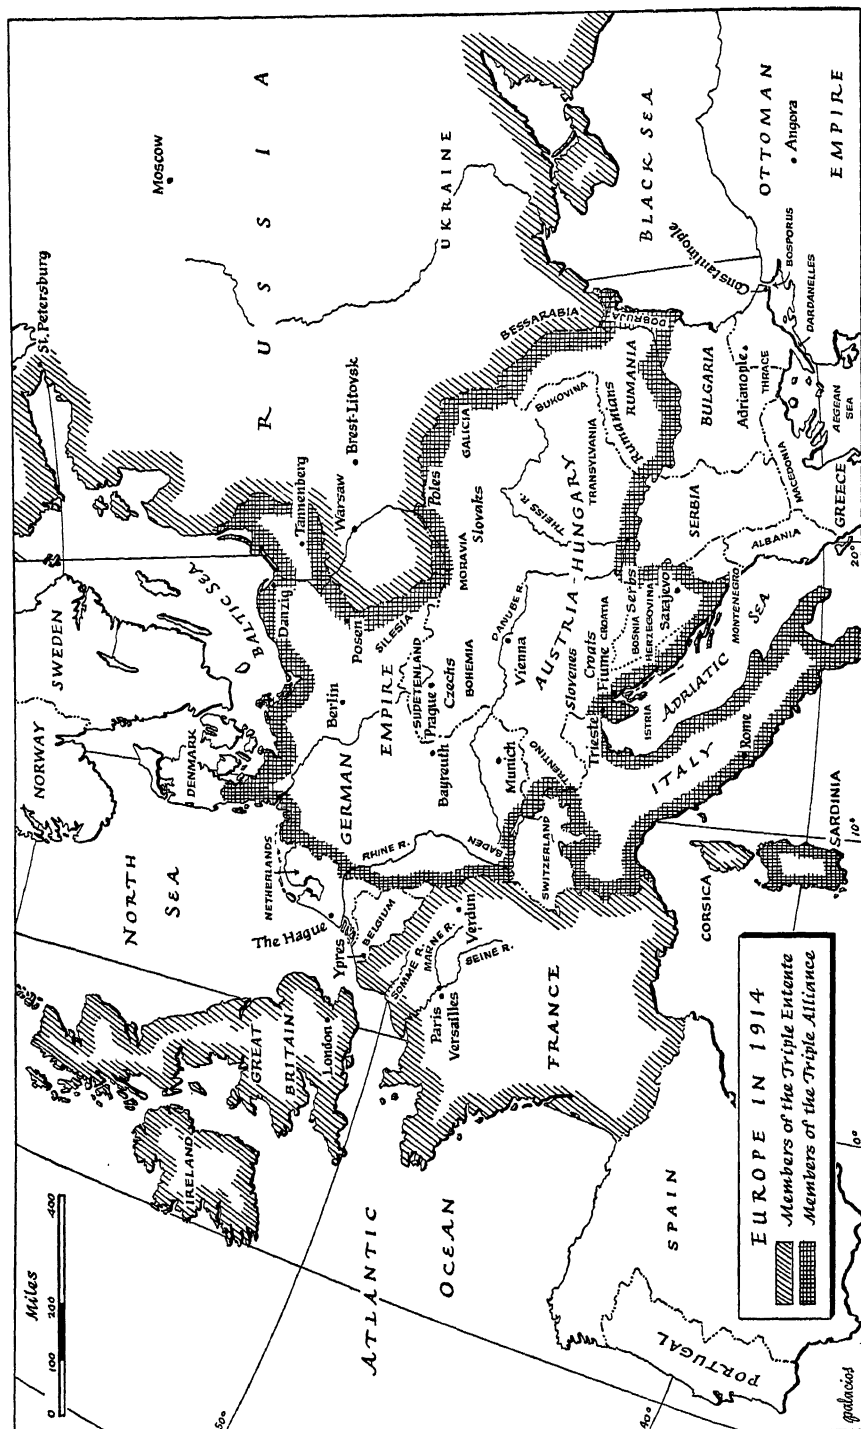 EUROPE IN 1914
Members of the Triple Entente
Members of the Triple Alliance
Miles
0 100 200 400
ATLANTIC
OCEAN
NORTH
SEA
BALTIC SEA
BLACK SEA
ADRIATIC
SEA
AEGEAN
SEA
IRELAND
GREAT
BRITAIN
London
NORWAY
SWEDEN
DENMARK
NETHERLANDS
The Hague
Ypres
BELGIUM
SOMME R.
MARNE R.
SEINE R.
Verdun
Paris
Versailles
FRANCE
SPAIN
PORTUGAL
CORSICA
SARDINIA
SWITZERLAND
ITALY
Rome
GERMAN
EMPIRE
RHINE R.
BADEN
Berlin
Danzig
Posen
SILESIA
Tannenberg
SUDETENLAND
Prague
Czechs
BOHEMIA
Bayreuth
Munich
TRENTINO
MORAVIA
Slovaks
Poles
GALICIA
DANUBE R.
Vienna
AUSTRIA-HUNGARY
THEISS R.
BUKOVINA
TRANSYLVANIA
Rumanians
Slovenes
Croats
CROATIA
Trieste
Fiume
ISTRIA
Serbs
BOSNIA
HERZEGOVINA
Sarajevo
MONTENEGRO
SERBIA
ALBANIA
MACEDONIA
GREECE
RUMANIA
DOBRUJA
BULGARIA
Adrianople
THRACE
Constantinople
BOSPORUS
DARDANELLES
OTTOMAN
EMPIRE
Angora
RUSSIA
St. Petersburg
Moscow
Warsaw
Brest-Litovsk
UKRAINE
BESSARABIA
50°
40°
0°
10°
20°
palacios